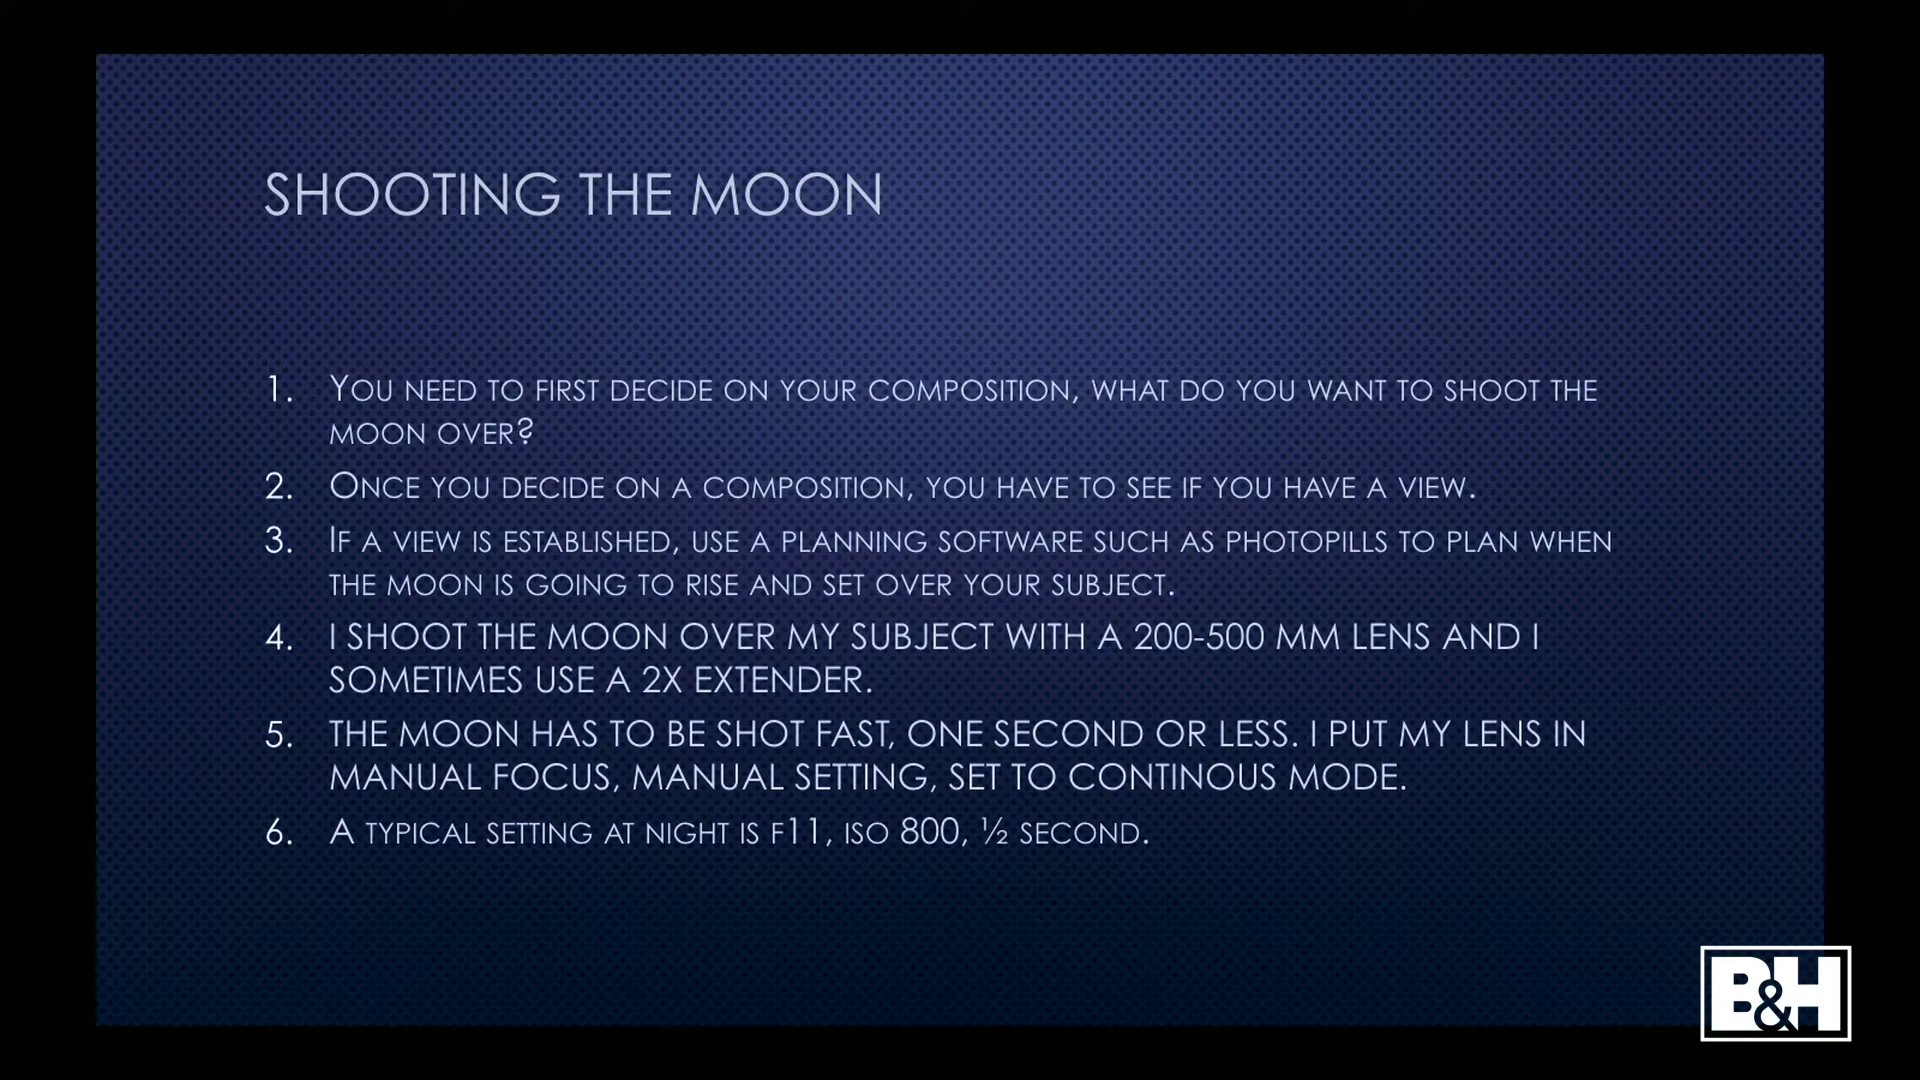 SHOOTING THE MOON
1. You need to first decide on your composition, what do you want to shoot the
moon over?
2. Once you decide on a composition, you have to see if you have a view.
3. If a view is established, use a planning software such as photopills to plan when
the moon is going to rise and set over your subject.
4. I SHOOT THE MOON OVER MY SUBJECT WITH A 200-500 MM LENS AND I
SOMETIMES USE A 2X EXTENDER.
5. THE MOON HAS TO BE SHOT FAST, ONE SECOND OR LESS. I PUT MY LENS IN
MANUAL FOCUS, MANUAL SETTING, SET TO CONTINOUS MODE.
6. A typical setting at night is f11, iso 800, ½ second.
B&H